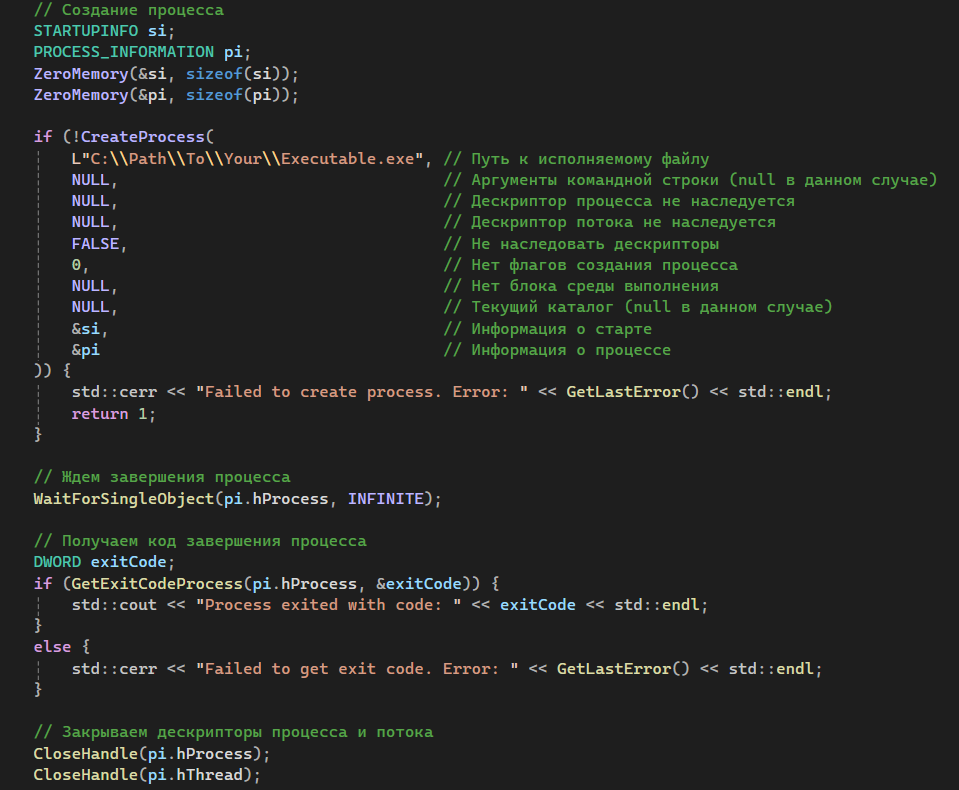 // Создание процесса
STARTUPINFO si;
PROCESS_INFORMATION pi;
ZeroMemory(&si, sizeof(si));
ZeroMemory(&pi, sizeof(pi));
if (!CreateProcess(
L"C:\\Path\\To\\Your\\Executable.exe", // Путь к исполняемому файлу
NULL, // Аргументы командной строки (null в данном случае)
NULL, // Дескриптор процесса не наследуется
NULL, // Дескриптор потока не наследуется
FALSE, // Не наследовать дескрипторы
0, // Нет флагов создания процесса
NULL, // Нет блока среды выполнения
NULL, // Текущий каталог (null в данном случае)
&si, // Информация о старте
&pi // Информация о процессе
)) {
std::cerr << "Failed to create process. Error: " << GetLastError() << std::endl;
return 1;
}
// Ждем завершения процесса
WaitForSingleObject(pi.hProcess, INFINITE);
// Получаем код завершения процесса
DWORD exitCode;
if (GetExitCodeProcess(pi.hProcess, &exitCode)) {
std::cout << "Process exited with code: " << exitCode << std::endl;
}
else {
std::cerr << "Failed to get exit code. Error: " << GetLastError() << std::endl;
}
// Закрываем дескрипторы процесса и потока
CloseHandle(pi.hProcess);
CloseHandle(pi.hThread);